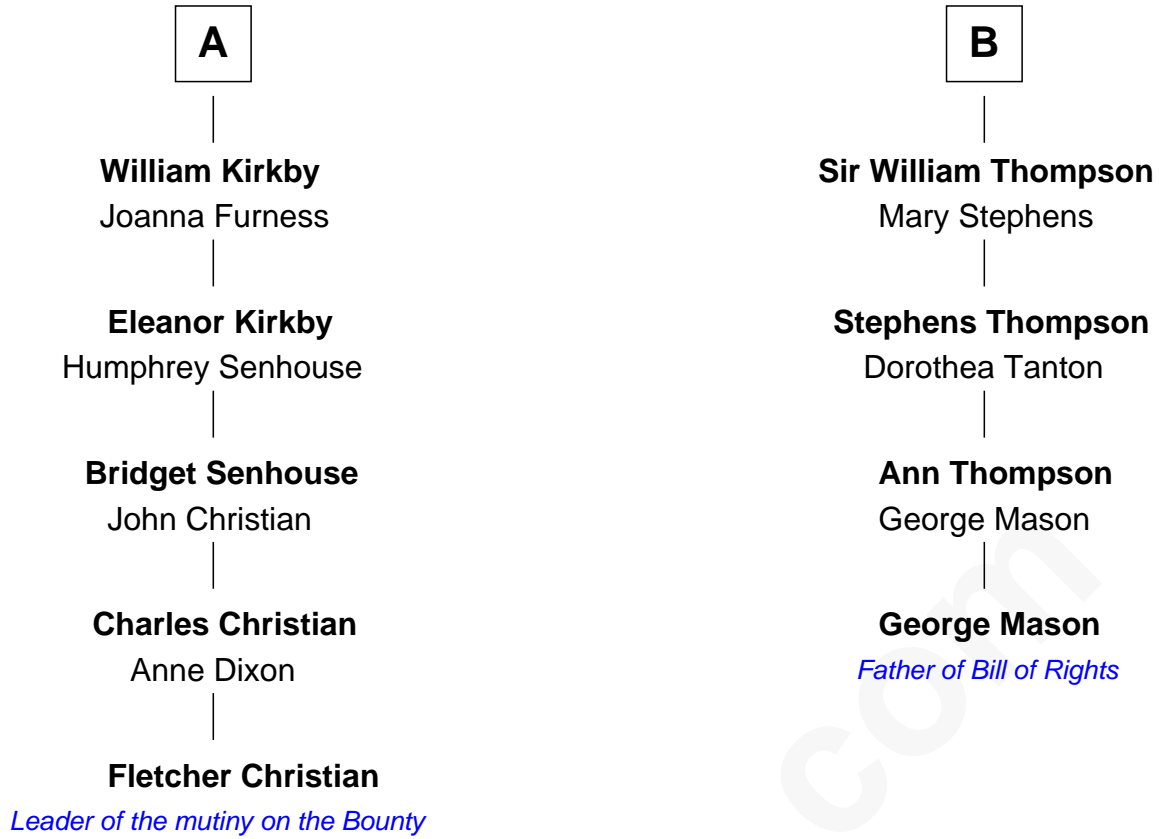 A
William Kirkby
Joanna Furness
Eleanor Kirkby
Humphrey Senhouse
Bridget Senhouse
John Christian
Charles Christian
Anne Dixon
Fletcher Christian
Leader of the mutiny on the Bounty
B
Sir William Thompson
Mary Stephens
Stephens Thompson
Dorothea Tanton
Ann Thompson
George Mason
George Mason
Father of Bill of Rights
com